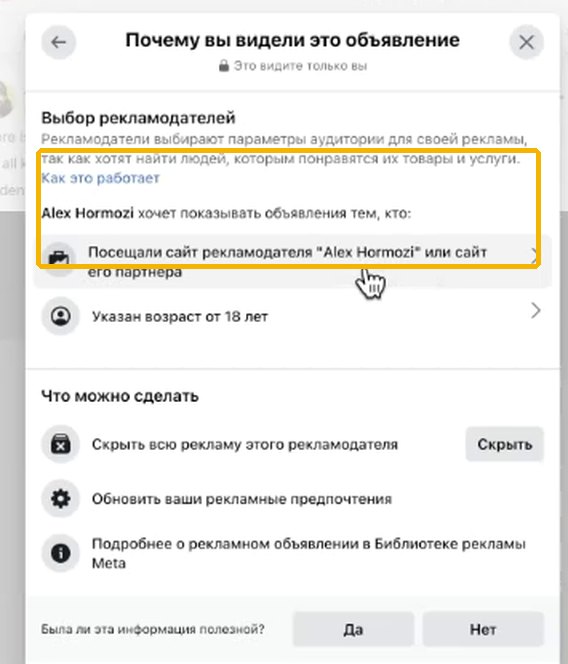 Почему вы видели это объявление
Это видите только вы
Выбор рекламодателей
Рекламодатели выбирают параметры аудитории для своей рекламы,
так как хотят найти людей, которым понравятся их товары и услуги.
Как это работает
Alex Hormozi хочет показывать объявления тем, кто:
Посещали сайт рекламодателя "Alex Hormozi" или сайт
его партнера
Указан возраст от 18 лет
Что можно сделать
Скрыть всю рекламу этого рекламодателя
Скрыть
Обновить ваши рекламные предпочтения
Подробнее о рекламном объявлении в Библиотеке рекламы
Meta
Была ли эта информация полезной?
Да
Нет